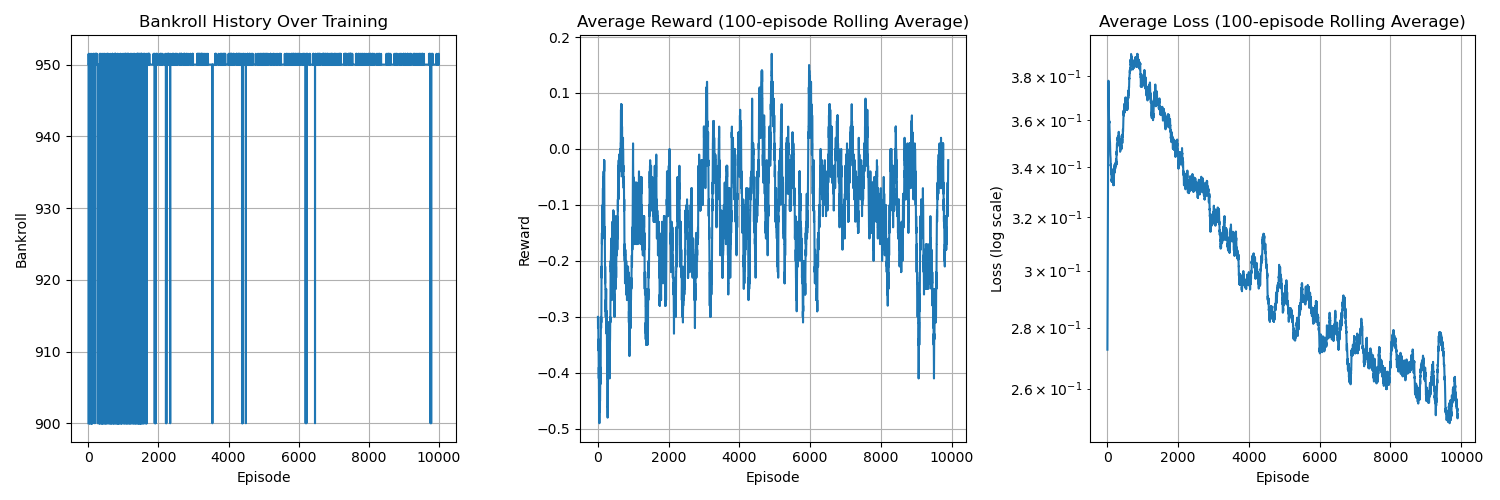 Bankroll History Over Training
950
940
930
920
910
900
Bankroll
0
2000
4000
6000
8000
10000
Episode
Average Reward (100-episode Rolling Average)
0.2
0.1
0.0
−0.1
−0.2
−0.3
−0.4
−0.5
Reward
0
2000
4000
6000
8000
10000
Episode
Average Loss (100-episode Rolling Average)
3.8 × 10⁻¹
3.6 × 10⁻¹
3.4 × 10⁻¹
3.2 × 10⁻¹
3 × 10⁻¹
2.8 × 10⁻¹
2.6 × 10⁻¹
Loss (log scale)
0
2000
4000
6000
8000
10000
Episode